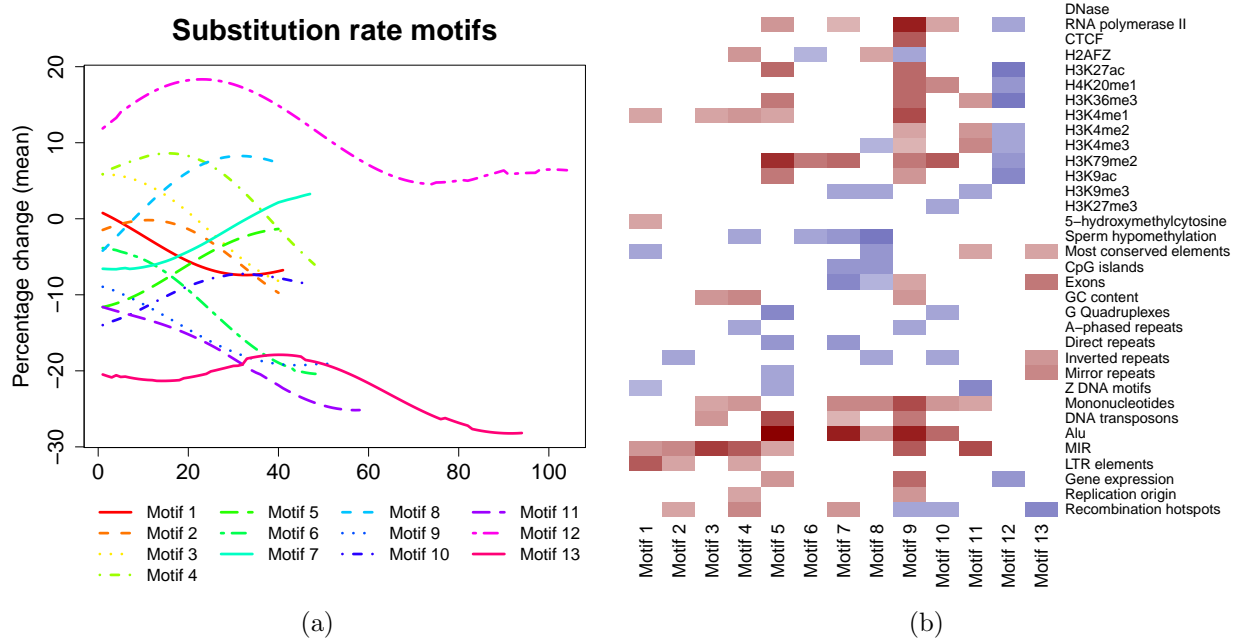 Substitution rate motifs
Percentage change (mean)
20
10
0
−10
−20
−30
0 20 40 60 80 100
Motif 1
Motif 2
Motif 3
Motif 4
Motif 5
Motif 6
Motif 7
Motif 8
Motif 9
Motif 10
Motif 11
Motif 12
Motif 13
(a)
DNase
RNA polymerase II
CTCF
H2AFZ
H3K27ac
H4K20me1
H3K36me3
H3K4me1
H3K4me2
H3K4me3
H3K79me2
H3K9ac
H3K9me3
H3K27me3
5−hydroxymethylcytosine
Sperm hypomethylation
Most conserved elements
CpG islands
Exons
GC content
G Quadruplexes
A−phased repeats
Direct repeats
Inverted repeats
Mirror repeats
Z DNA motifs
Mononucleotides
DNA transposons
Alu
MIR
LTR elements
Gene expression
Replication origin
Recombination hotspots
Motif 1
Motif 2
Motif 3
Motif 4
Motif 5
Motif 6
Motif 7
Motif 8
Motif 9
Motif 10
Motif 11
Motif 12
Motif 13
(b)